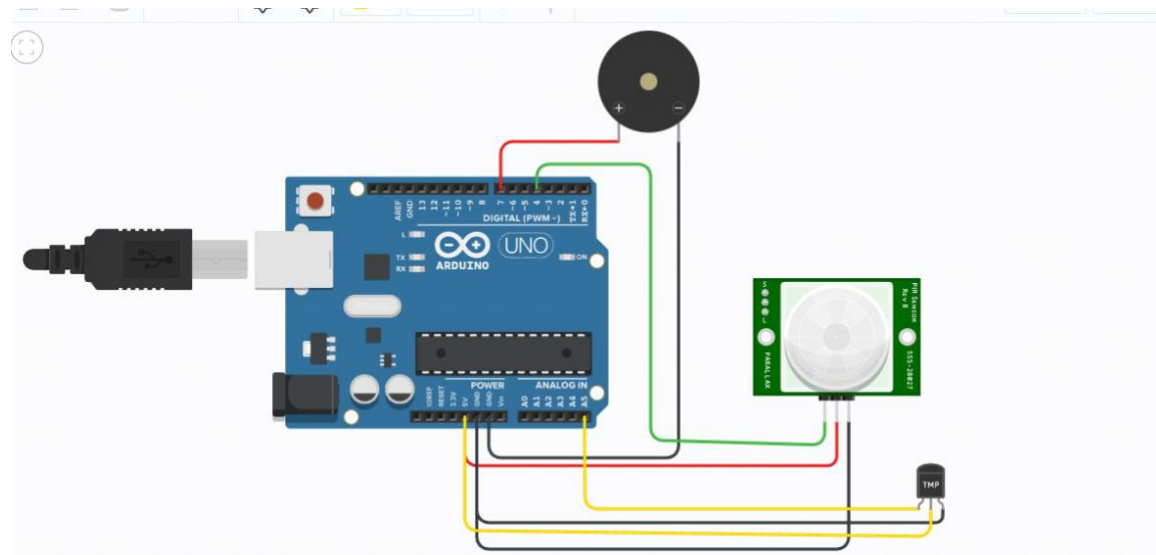 + −
AREF
GND
13
12
~11
~10
~9
8
7
~6
~5
4
~3
2
TX→1
RX←0
DIGITAL (PWM~)
L
TX
RX
ARDUINO
UNO
ON
POWER
ANALOG IN
IOREF
RESET
3.3V
5V
GND
GND
Vin
A0
A1
A2
A3
A4
A5
S
L
PIR SENSOR
REV B
555-28027
PARALLAX
TMP